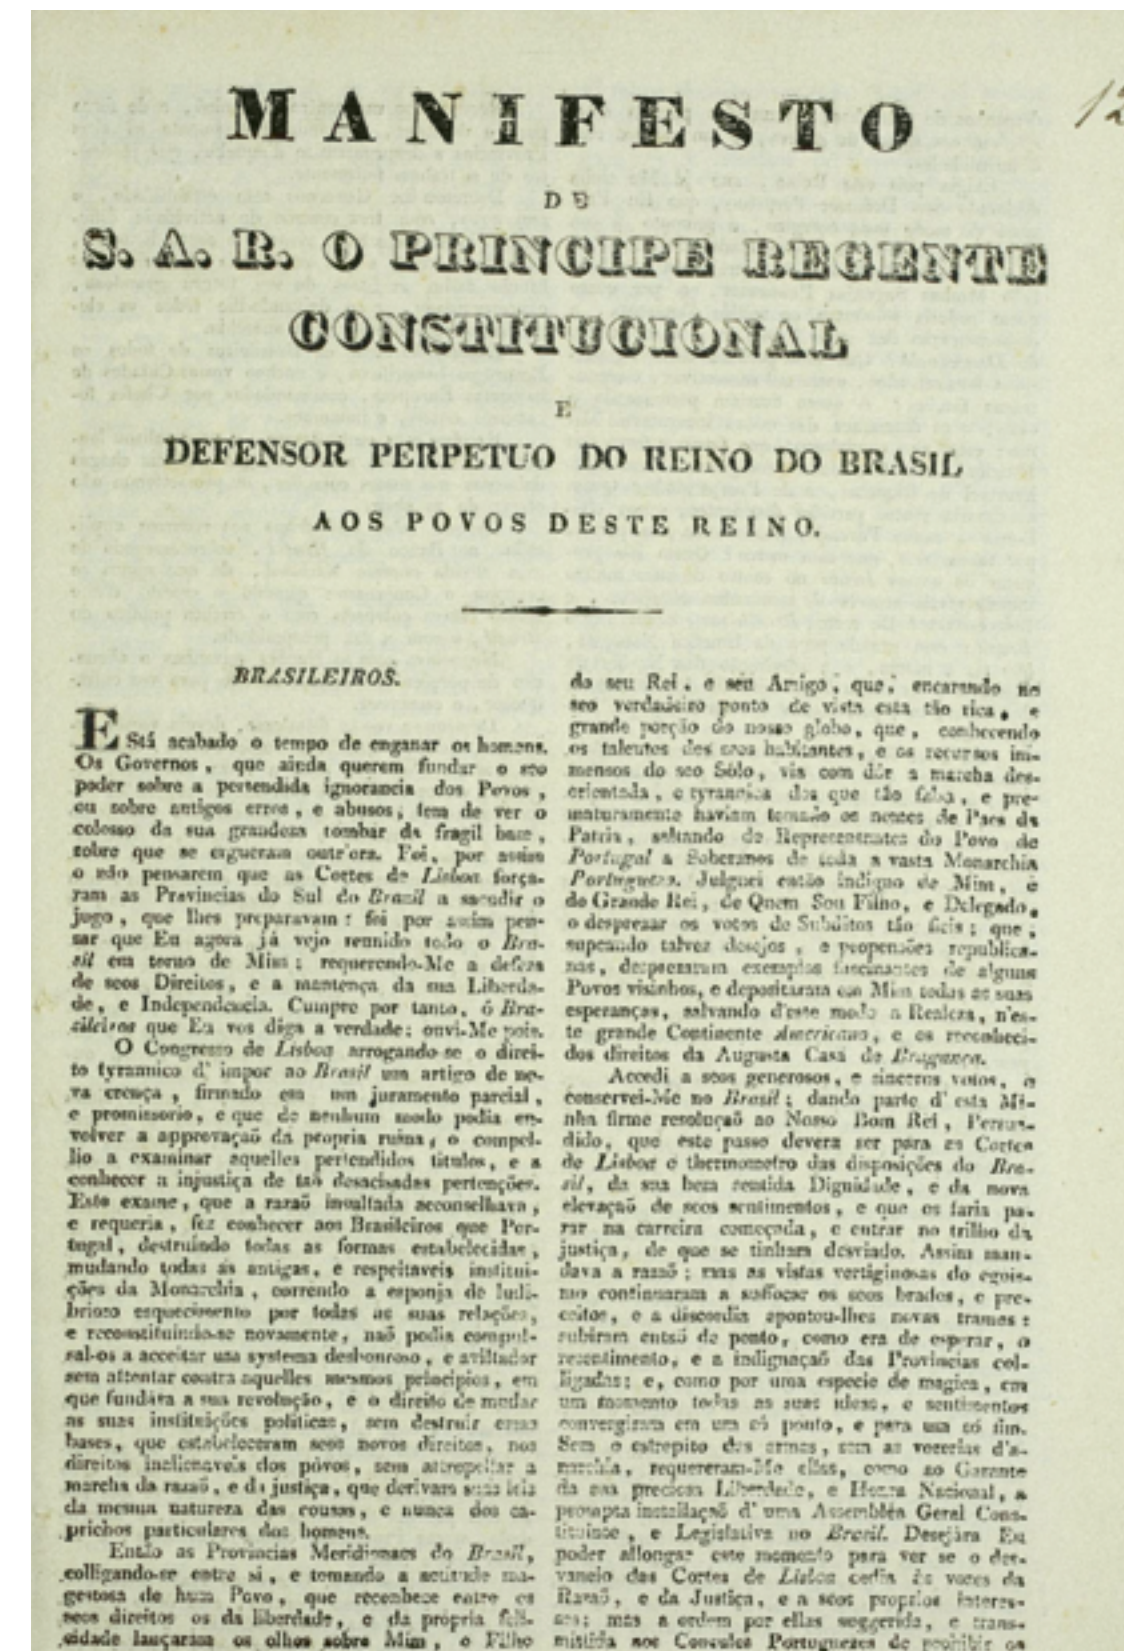 MANIFESTO
DE
S. A. R. O PRINCIPE REGENTE
CONSTITUCIONAL
E
DEFENSOR PERPETUO DO REINO DO BRASIL
AOS POVOS DESTE REINO.
12
BRASILEIROS.
EStá acabado o tempo de enganar os homens.
Os Governos, que ainda querem fundar o seo
poder sobre a pertendida ignorancia dos Povos,
ou sobre antigos erros, e abusos, tem de ver o
colosso da sua grandeza tombar da fragil base,
sobre que se ergueram outr'ora. Foi, por assim
o não pensarem que as Cortes de Lisboa força-
ram as Provincias do Sul do Brazil a sacudir o
jugo, que lhes preparavam: foi por assim pen-
sar que Eu agora já vejo reunido todo o Bra-
sil em torno de Mim; requerendo-Me a defeza
de seos Direitos, e a mantença da sua Liberda-
de, e Independencia. Cumpre por tanto, ó Bra-
zileiros que Eu vos diga a verdade; ouvi-Me pois.
O Congresso de Lisboa arrogando-se o direi-
to tyrannico d' impor ao Brasil um artigo de no-
va crença, firmado em um juramento parcial,
e promissorio, e que de nenhum modo podia en-
volver a approvaçaõ da propria ruina, o compel-
lio a examinar aquelles pertendidos titulos, e a
conhecer a injustiça de taõ desacisadas pertenções.
Este exame, que a razaõ insultada aconselhava,
e requeria, fez conhecer aos Brasileiros que Por-
tugal, destruindo todas as formas estabelecidas,
mudando todas as antigas, e respeitaveis institui-
ções da Monarchia, correndo a esponja de ludi-
brioso esquecimento por todas as suas relações,
e reconstituindo-se novamente, naõ podia compul-
sal-os a acceitar um systema deshonroso, e aviltador
sem attentar contra aquelles mesmos principios, em
que fundára a sua revolução, e o direito de mudar
as suas instituições politicas, sem destruir essas
bases, que estabeleceram seos novos direitos, nos
direitos inalienaveis dos póvos, sem attropellar a
marcha da razaõ, e da justiça, que derivam suas leis
da mesma natureza das cousas, e nunca dos ca-
prichos particulares dos homens.
Então as Provincias Meridionaes do Brasil,
colligando-se entre si, e tomando a actitude ma-
gestosa de hum Povo, que reconhece entre os
seos direitos os da liberdade, e da propria feli-
cidade lançaram os olhos sobre Mim, o Filho
do seu Rei, e seu Amigo, que, encarando no
seo verdadeiro ponto de vista esta tão rica, e
grande porção do nosso globo, que, conhecendo
os talentos dos seos habitantes, e os recursos im-
mensos do seo Sólo, via com dôr a marcha des-
orientada, e tyrannica dos que tão falsa, e pre-
maturamente haviam tomado os nomes de Paes da
Patria, saltando de Representantes do Povo de
Portugal a Soberanos de toda a vasta Monarchia
Portugueza. Julguei então indigno de Mim, e
do Grande Rei, de Quem Sou Filho, e Delegado,
o desprezar os votos de Subditos tão fieis; que,
supeando talvez desejos, e propensões republica-
nas, desprezaram exemplos fascinantes de alguns
Povos visinhos, e depositaram em Mim todas as suas
esperanças, salvando d'este modo a Realeza, n'es-
te grande Continente Americano, e os reconheci-
dos direitos da Augusta Casa de Bragança.
Accedi a seos generosos, e sinceros votos, e
conservei-Me no Brasil; dando parte d' esta Mi-
nha firme resoluçaõ ao Nosso Bom Rei, Persua-
dido, que este passo devera ser para as Cortes
de Lisboa o thermometro das disposições do Bra-
sil, da sua bem sentida Dignidade, e da nova
elevação de seos sentimentos, e que os faria pa-
rar na carreira começada, e entrar no trilho da
justiça, de que se tinham desviado. Assim man-
dava a razaõ; mas as vistas vertiginosas do egois-
mo continuaram a suffocar os seos brados, e pre-
ceitos, e a discordia apontou-lhes novas tramas:
subiram entaõ de ponto, como era de esperar, o
resentimento, e a indignaçaõ das Provincias col-
ligadas; e, como por uma especie de magica, em
um momento todas as suas ideas, e sentimentos
convergiram em um só ponto, e para um só fim.
Sem o estrepito das armas, sem as vozerias d'a-
narchia, requereram-Me ellas, como ao Garante
da sua preciosa Liberdade, e Honra Nacional, a
prompta installaçaõ d' uma Assembléa Geral Cons-
tituinte, e Legislativa no Brasil. Desejára Eu
poder allongar este momento para ver se o des-
vaneio das Cortes de Lisboa cedia ás vozes da
Razaõ, e da Justiça, e a seos proprios interes-
ses; mas a ordem por ellas suggerida, e trans-
mittida aos Consules Portuguezes de prohibir os